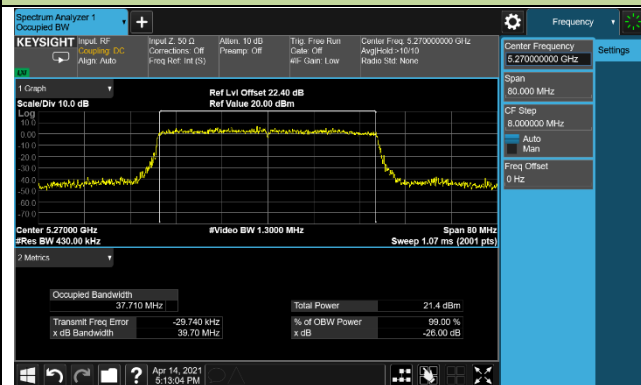 Spectrum Analyzer 1
Occupied BW
Frequency
KEYSIGHT
Input: RF
Coupling: DC
Align: Auto
Input Z: 50 Ω
Corrections: Off
Freq Ref: Int (S)
Atten: 10 dB
Preamp: Off
Trig: Free Run
Gate: Off
#IF Gain: Low
Center Freq: 5.270000000 GHz
Avg|Hold:>10/10
Radio Std: None
LW
Center Frequency
5.270000000 GHz
Settings
Span
80.000 MHz
CF Step
8.000000 MHz
Auto
Man
Freq Offset
0 Hz
1 Graph
Scale/Div 10.0 dB
Ref Lvl Offset 22.40 dB
Ref Value 20.00 dBm
Log
10.0
0.00
-10.0
-20.0
-30.0
-40.0
-50.0
-60.0
-70.0
Center 5.27000 GHz
#Res BW 430.00 kHz
#Video BW 1.3000 MHz
Span 80 MHz
Sweep 1.07 ms (2001 pts)
2 Metrics
Occupied Bandwidth
37.710 MHz
Total Power 21.4 dBm
Transmit Freq Error -29.740 kHz
% of OBW Power 99.00 %
x dB Bandwidth 39.70 MHz
x dB -26.00 dB
?
Apr 14, 2021
5:13:04 PM